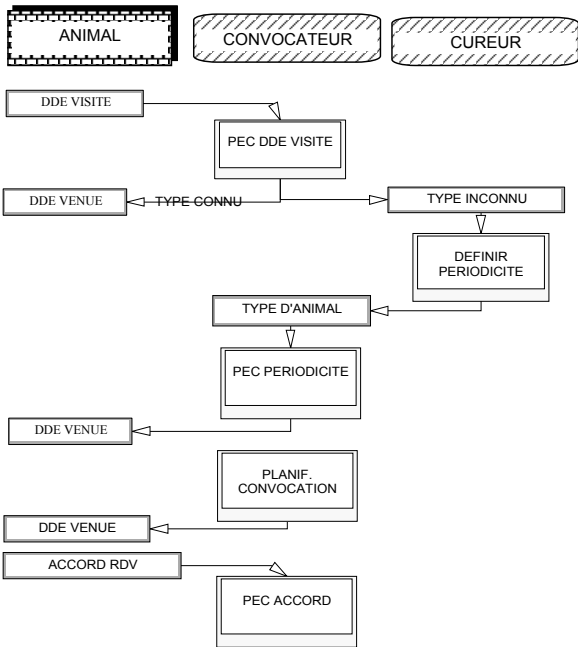 ANIMAL
CONVOCATEUR
CUREUR
DDE VISITE
PEC DDE VISITE
DDE VENUE
TYPE CONNU
TYPE INCONNU
DEFINIR
PERIODICITE
TYPE D'ANIMAL
PEC PERIODICITE
DDE VENUE
PLANIF.
CONVOCATION
DDE VENUE
ACCORD RDV
PEC ACCORD